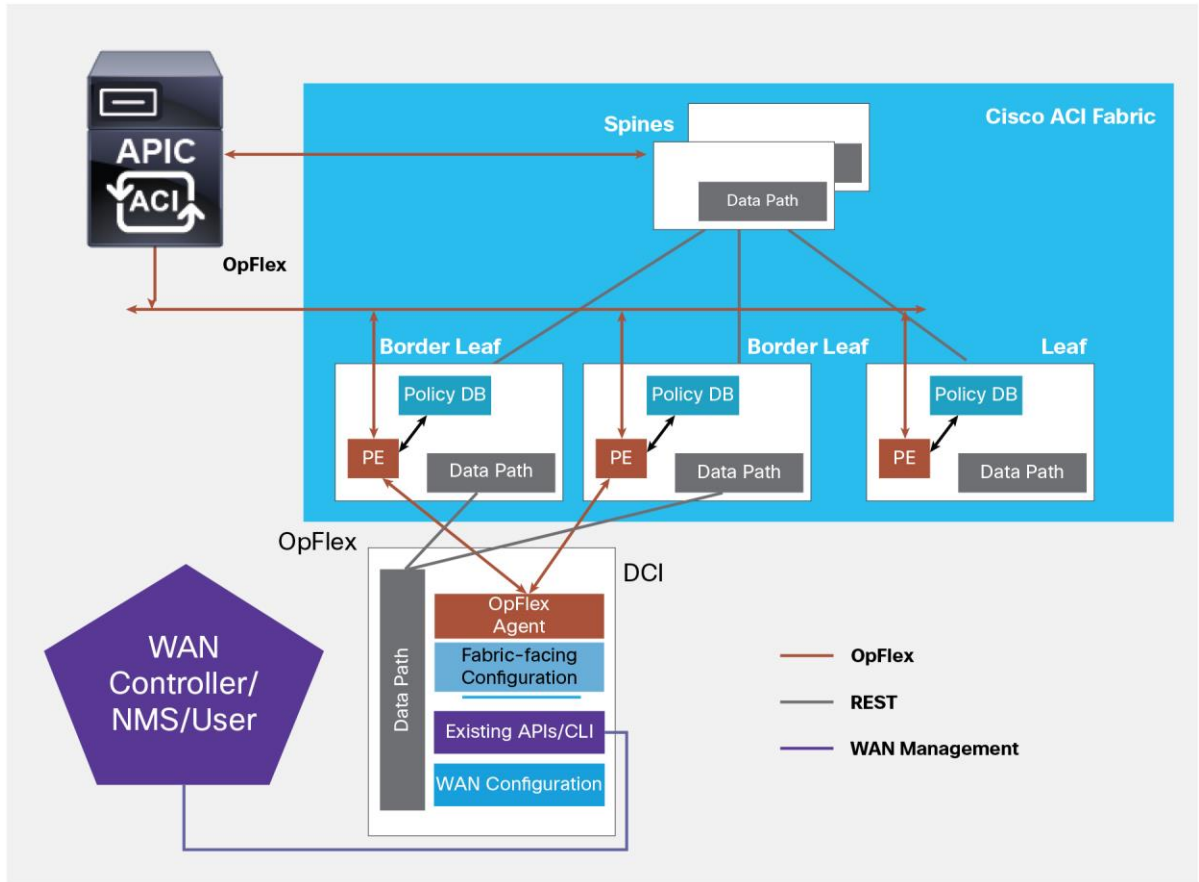 APIC
ACI
Cisco ACI Fabric
Spines
Data Path
OpFlex
Border Leaf
Policy DB
PE
Data Path
Border Leaf
Policy DB
PE
Data Path
Leaf
Policy DB
PE
Data Path
OpFlex
DCI
Data Path
OpFlex
Agent
Fabric-facing
Configuration
Existing APIs/CLI
WAN Configuration
WAN
Controller/
NMS/User
OpFlex
REST
WAN Management